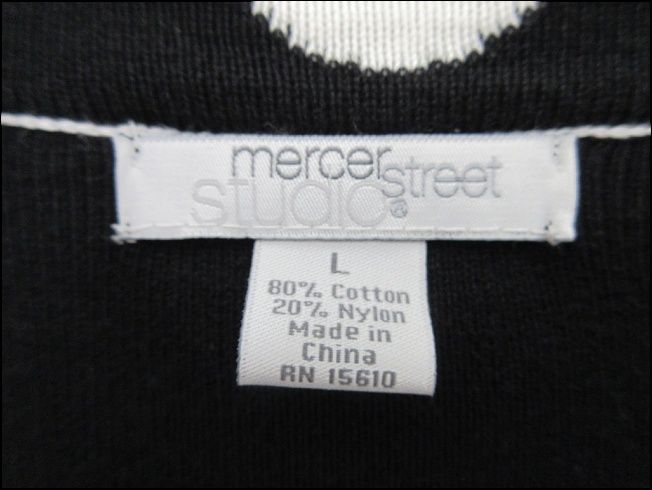 mercer
street
studio®
L
80% Cotton
20% Nylon
Made in
China
RN 15610